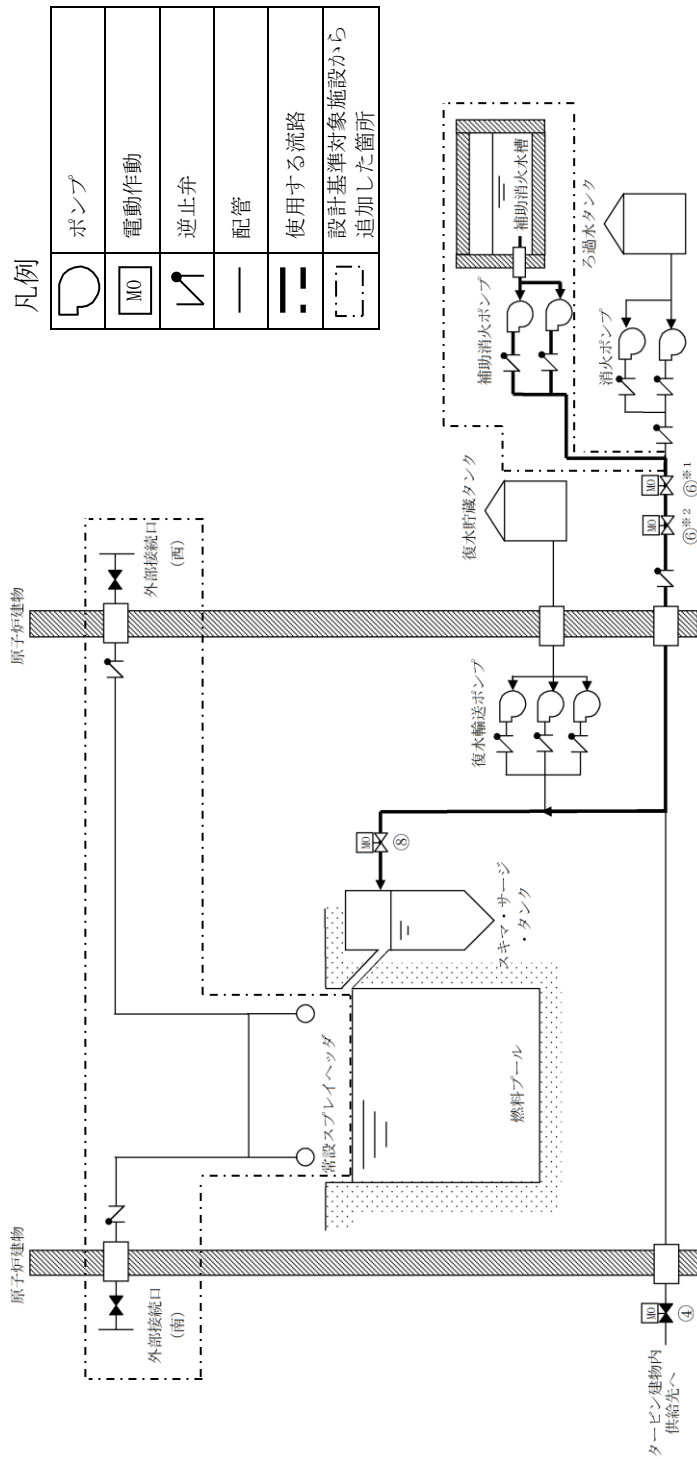 凡例
ポンプ
MO
電動作動
逆止弁
配管
使用する流路
設計基準対象施設から
追加した箇所
原子炉建物
原子炉建物
外部接続口
(南)
外部接続口
(西)
常設スプレイヘッダ
燃料プール
スキマ・サージ
・タンク
MO
⑧
復水輸送ポンプ
復水貯蔵タンク
補助消火ポンプ
補助消火水槽
消火ポンプ
ろ過水タンク
MO
⑥※2
MO
⑥※1
MO
④
タービン建物内
供給先へ